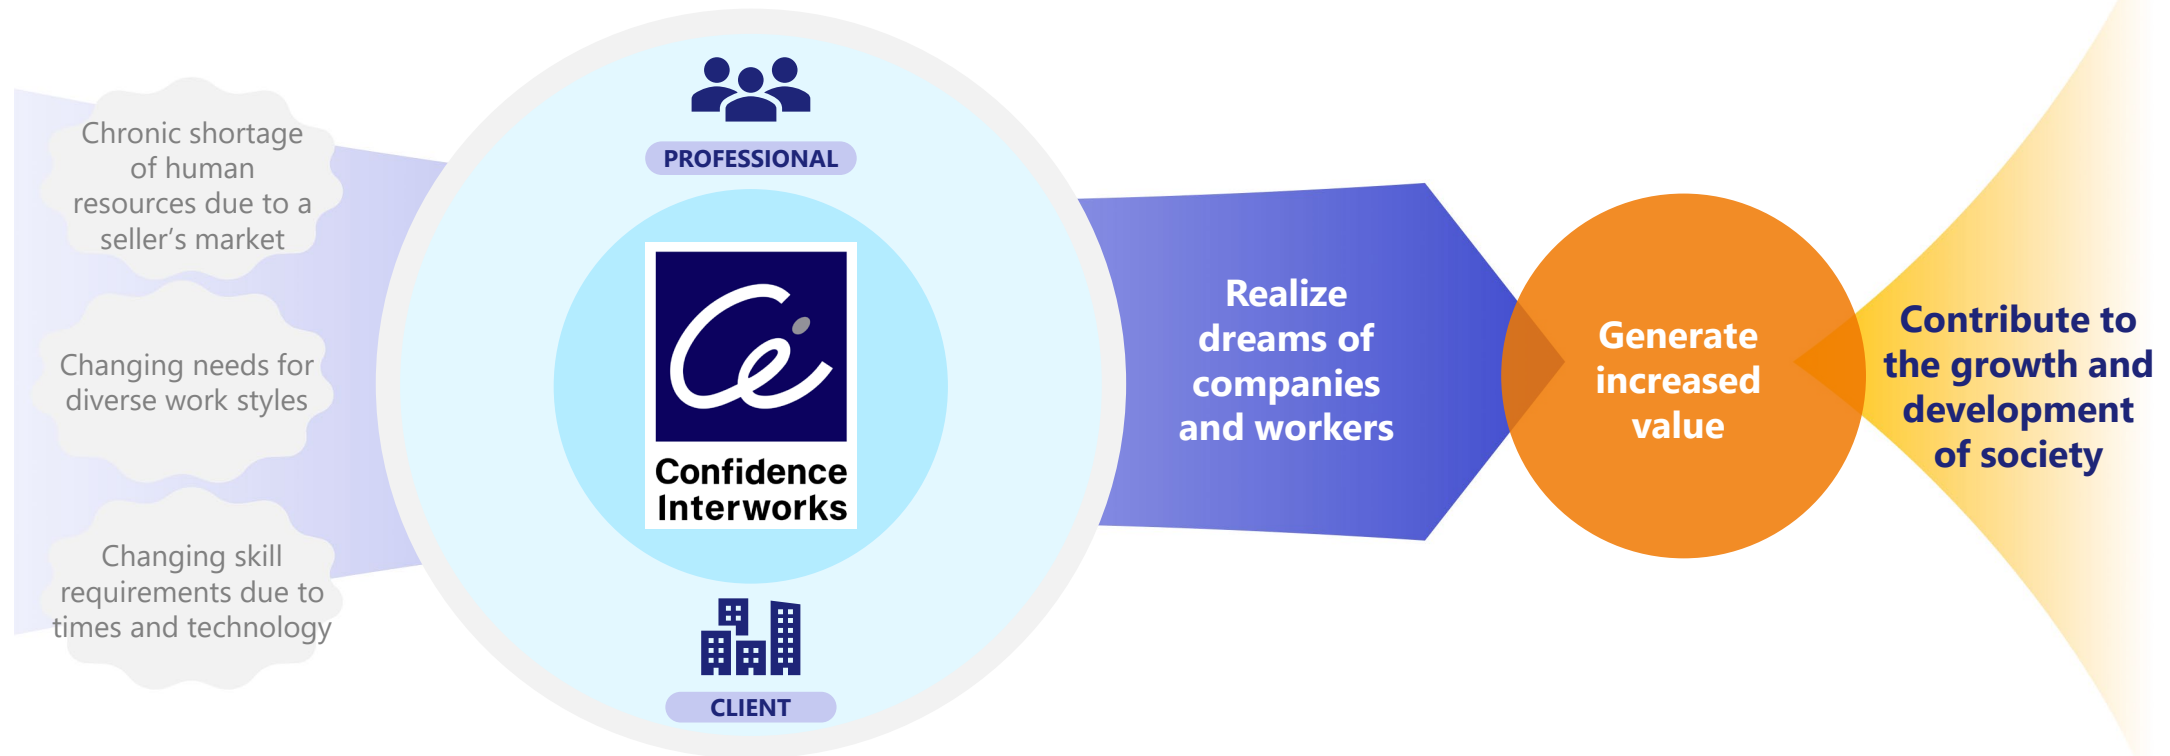 Chronic shortage
of human
resources due to a
seller’s market
Changing needs for
diverse work styles
Changing skill
requirements due to
times and technology
PROFESSIONAL
Ci
Confidence
Interworks
CLIENT
Realize
dreams of
companies
and workers
Generate
increased
value
Contribute to
the growth and
development
of society